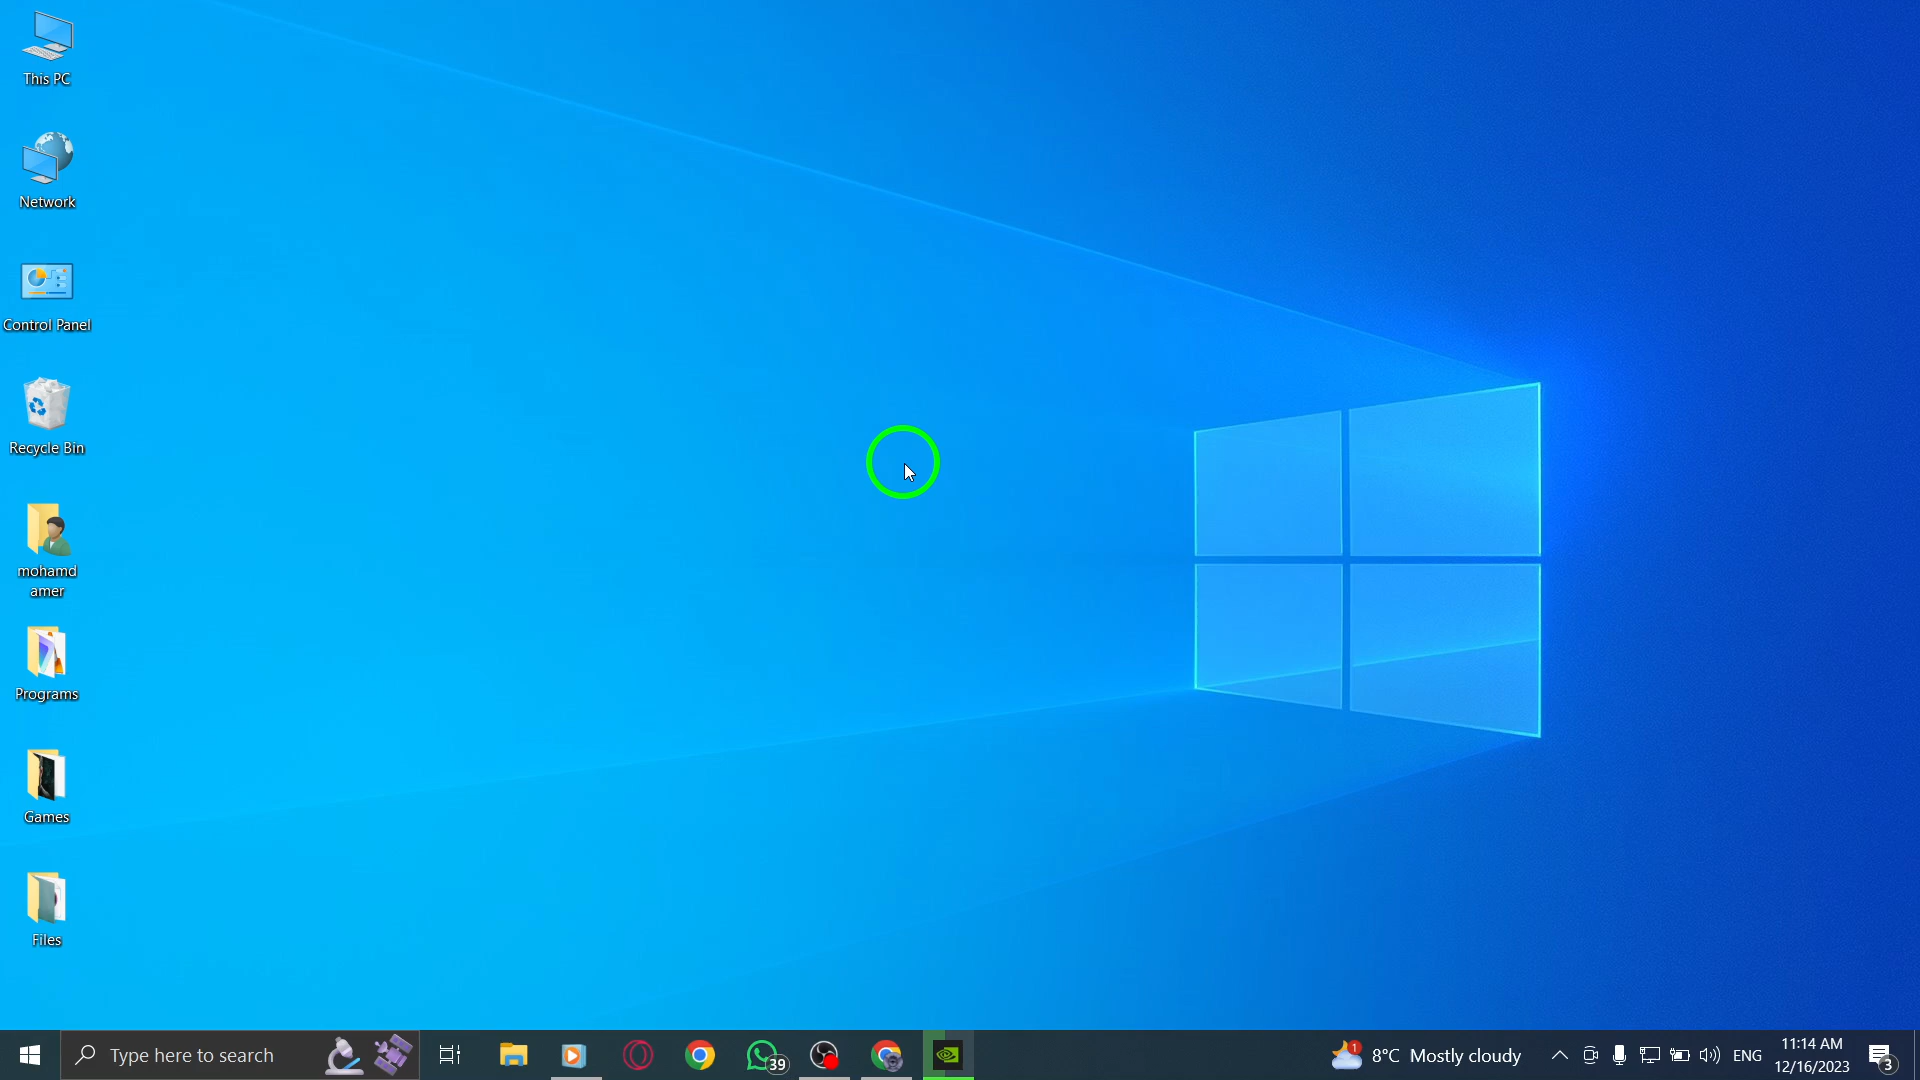 This PC
Network
Control Panel
Recycle Bin
mohamd
amer
Programs
Games
Files
Type here to search
39
1
8°C Mostly cloudy
ENG
11:14 AM
12/16/2023
3